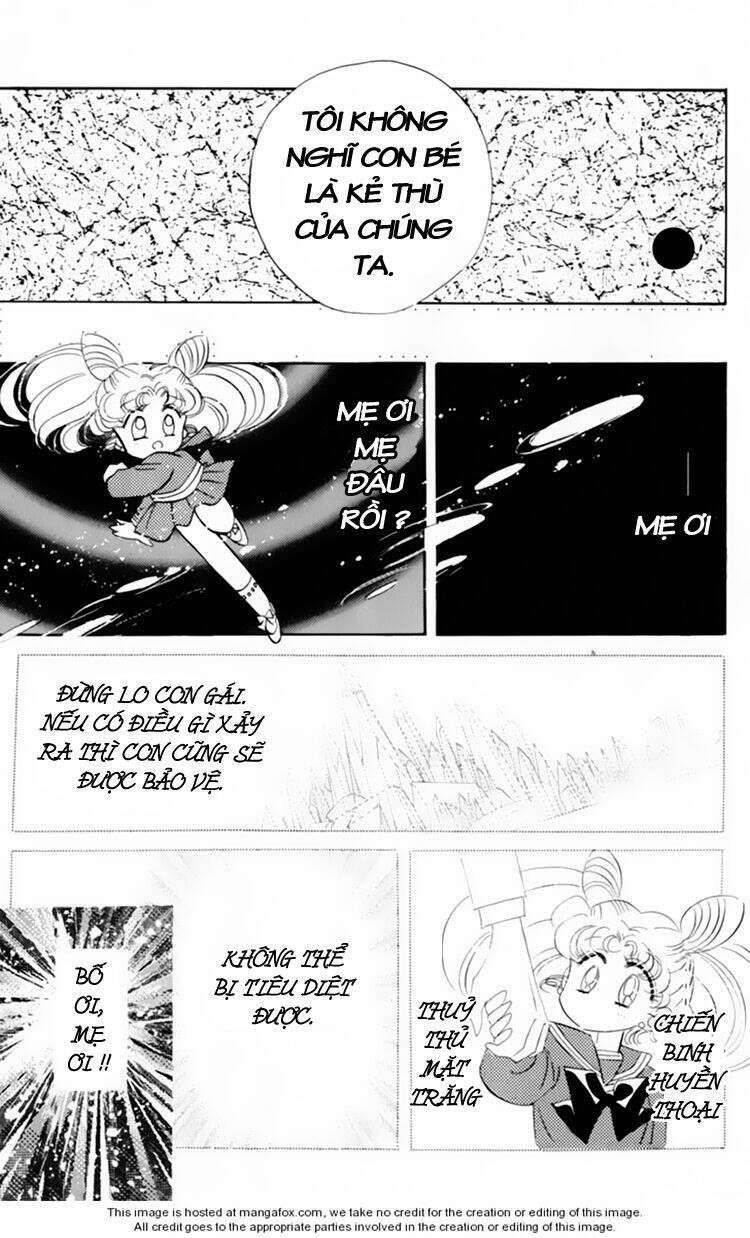 TÔI KHÔNG
NGHĨ CON BÉ
LÀ KẺ THÙ
CỦA CHÚNG
TA.
MẸ ƠI
MẸ ƠI
MẸ
ĐÂU
RỒI ?
ĐỪNG LO CON GÁI.
NẾU CÓ ĐIỀU GÌ XẢY
RA THÌ CON CŨNG SẼ
ĐƯỢC BẢO VỆ.
CHIẾN
BINH
HUYỀN
THOẠI
THUỶ
THỦ
MẶT
TRĂNG
KHÔNG THỂ
BỊ TIÊU DIỆT
ĐƯỢC.
BỐ
ƠI,
MẸ
ƠI !!
This image is hosted at mangafox.com, we take no credit for the creation or editing of this image.
All credit goes to the appropriate parties involved in the creation or editing of this image.